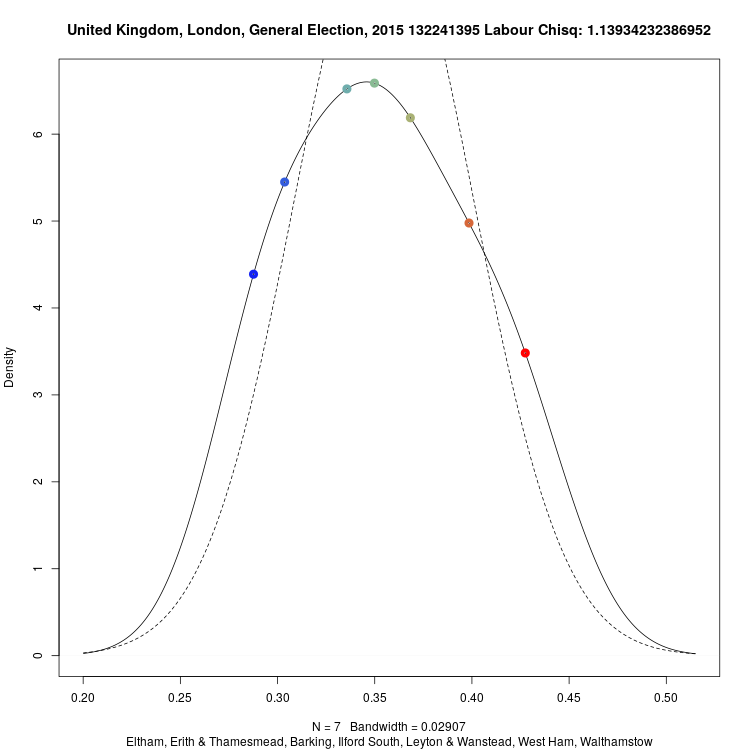 United Kingdom, London, General Election, 2015 132241395 Labour Chisq: 1.13934232386952
Density
6
5
4
3
2
1
0
0.20 0.25 0.30 0.35 0.40 0.45 0.50
N = 7 Bandwidth = 0.02907
Eltham, Erith & Thamesmead, Barking, Ilford South, Leyton & Wanstead, West Ham, Walthamstow